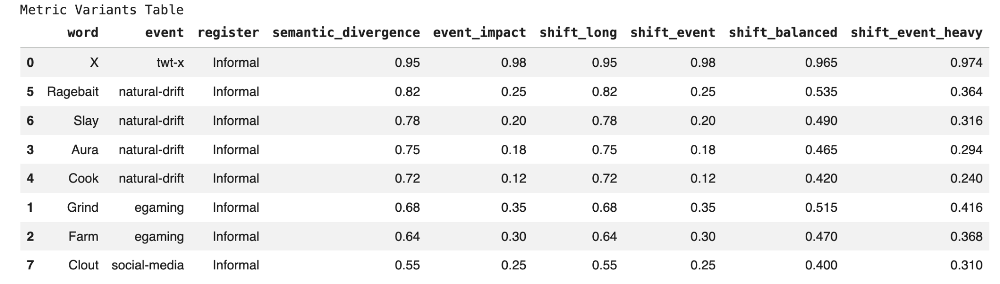 Metric Variants Table
word event register semantic_divergence event_impact shift_long shift_event shift_balanced shift_event_heavy
0 X twt-x Informal 0.95 0.98 0.95 0.98 0.965 0.974
5 Ragebait natural-drift Informal 0.82 0.25 0.82 0.25 0.535 0.364
6 Slay natural-drift Informal 0.78 0.20 0.78 0.20 0.490 0.316
3 Aura natural-drift Informal 0.75 0.18 0.75 0.18 0.465 0.294
4 Cook natural-drift Informal 0.72 0.12 0.72 0.12 0.420 0.240
1 Grind egaming Informal 0.68 0.35 0.68 0.35 0.515 0.416
2 Farm egaming Informal 0.64 0.30 0.64 0.30 0.470 0.368
7 Clout social-media Informal 0.55 0.25 0.55 0.25 0.400 0.310